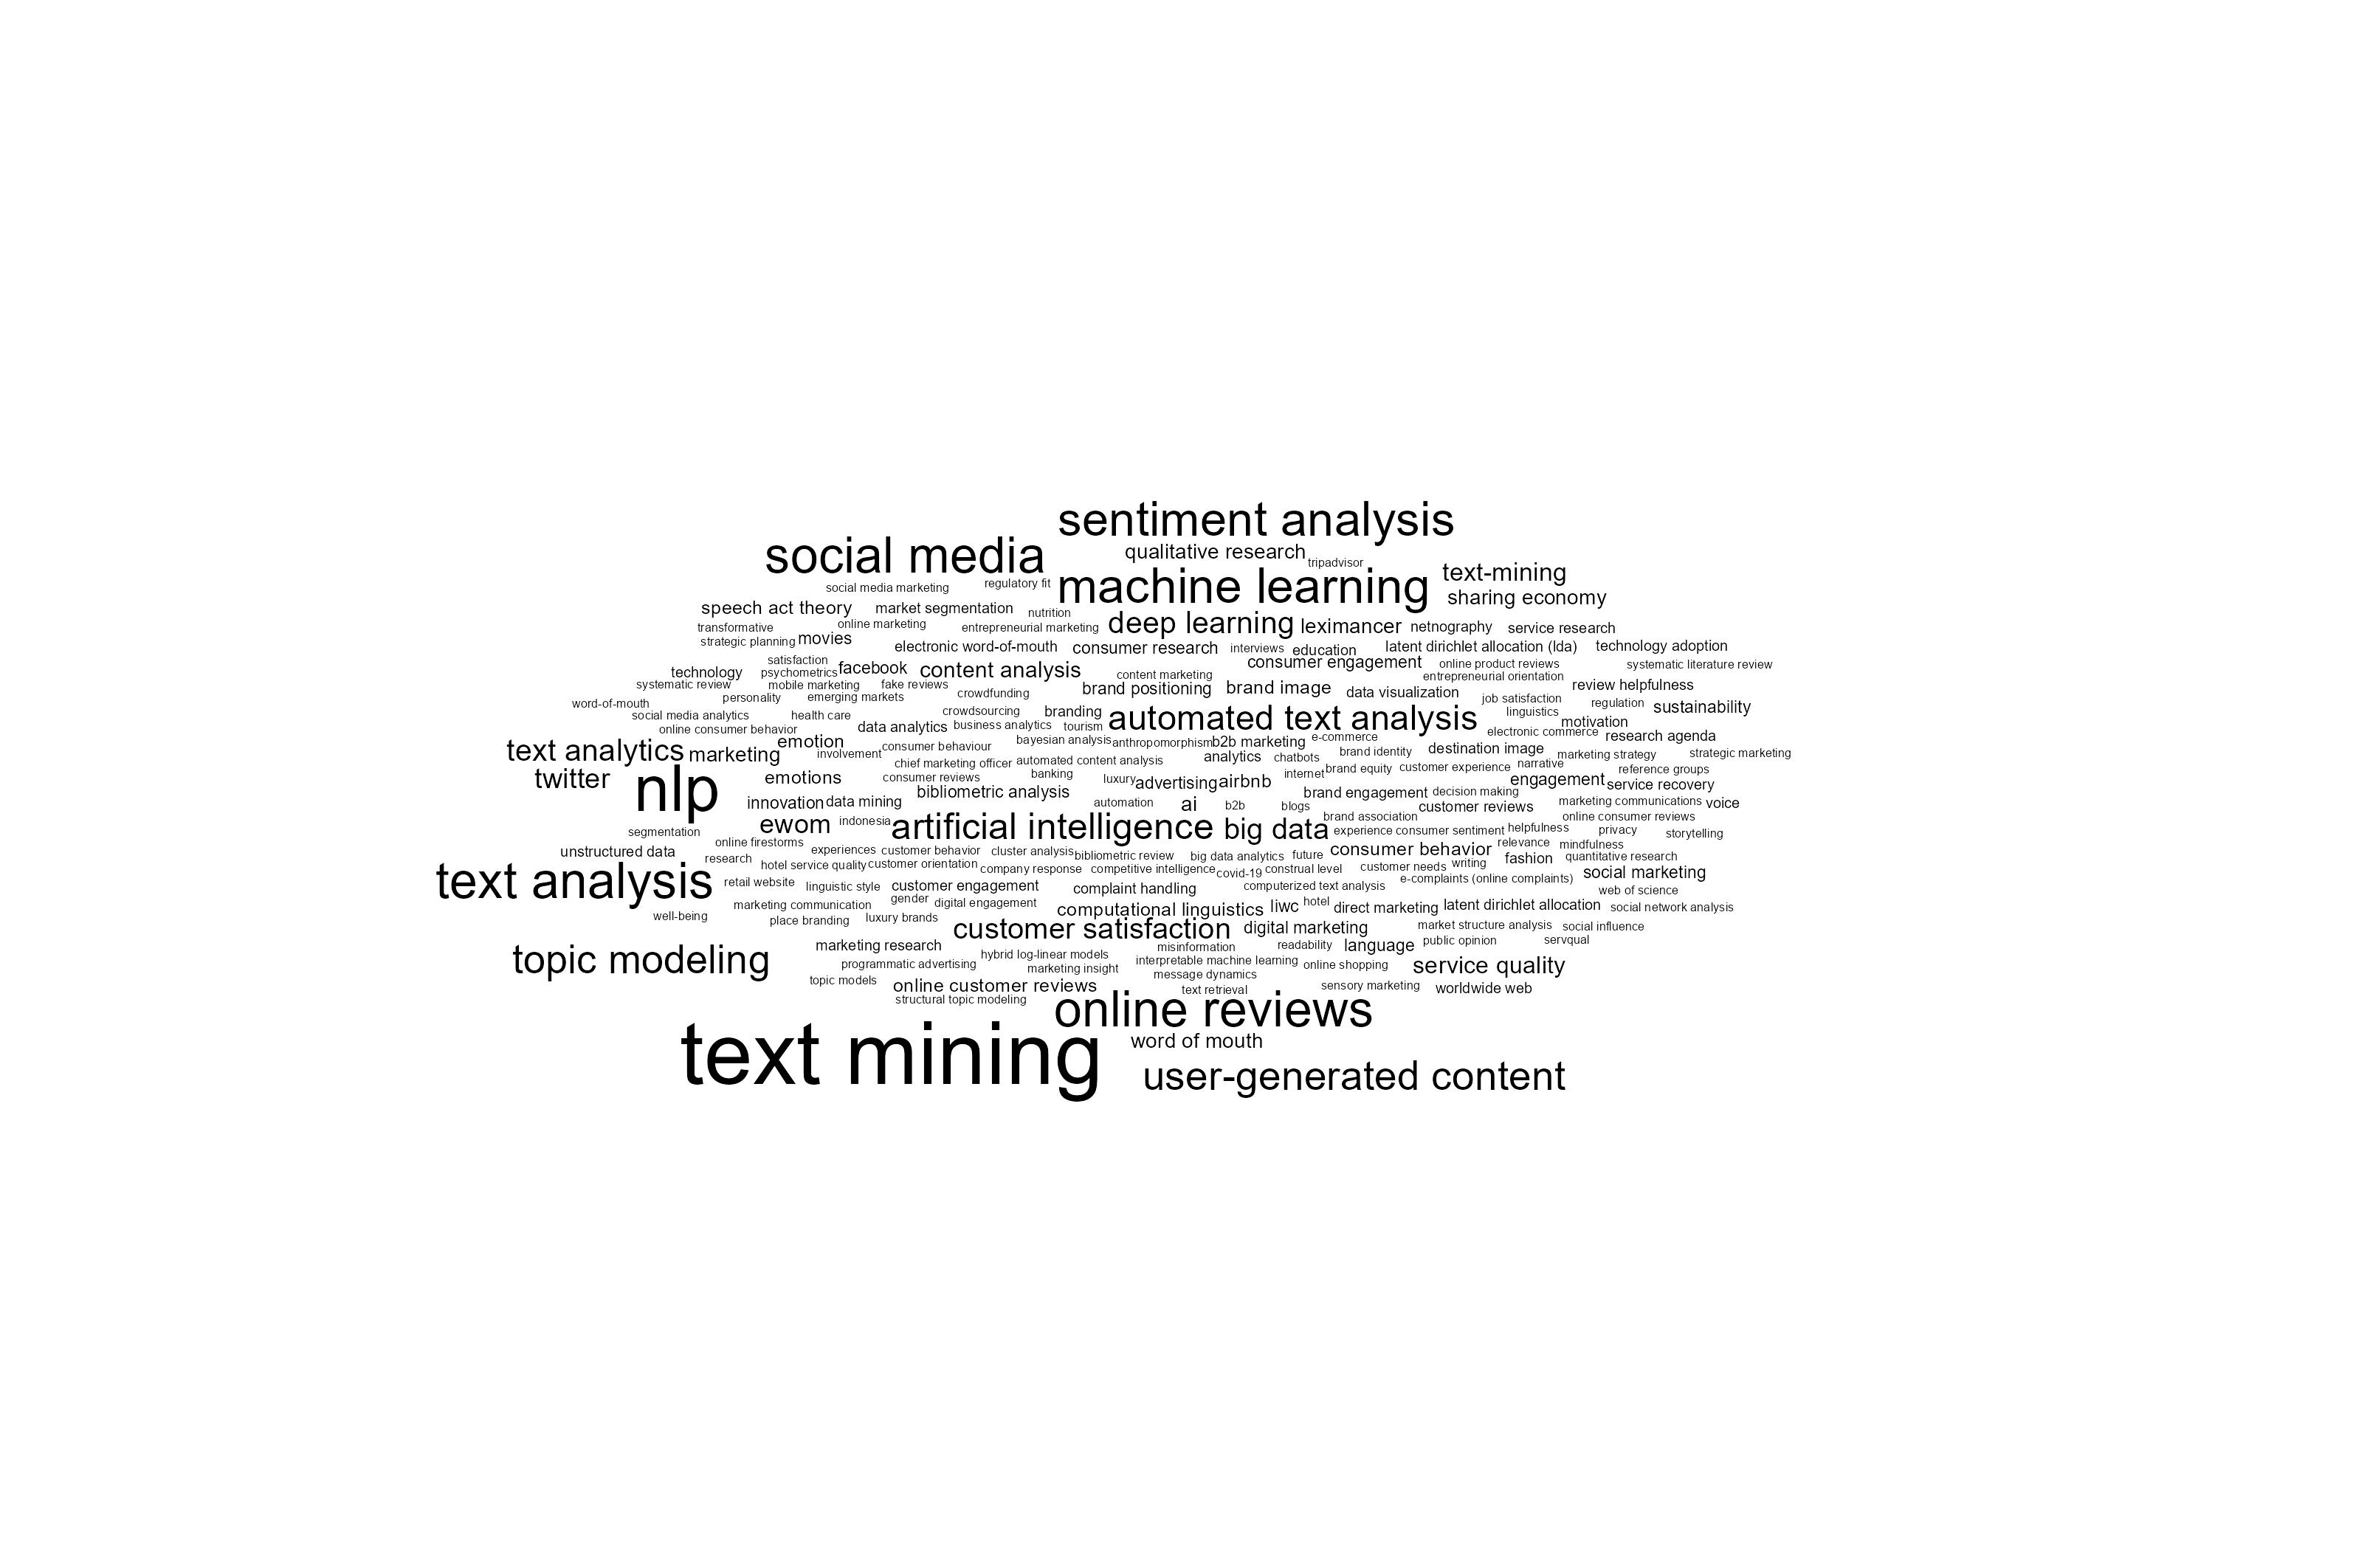 sentiment analysis
social media
qualitative research
tripadvisor
machine learning
text-mining
social media marketing
regulatory fit
sharing economy
speech act theory
market segmentation
nutrition
deep learning
leximancer
netnography
service research
transformative
online marketing
entrepreneurial marketing
strategic planning
movies
electronic word-of-mouth
consumer research
interviews
education
latent dirichlet allocation (lda)
technology adoption
satisfaction
facebook
content analysis
consumer engagement
online product reviews
systematic literature review
technology
psychometrics
content marketing
entrepreneurial orientation
systematic review
mobile marketing
fake reviews
brand positioning
brand image
data visualization
review helpfulness
personality
emerging markets
crowdfunding
job satisfaction
regulation
sustainability
word-of-mouth
social media analytics
health care
crowdsourcing
branding
automated text analysis
linguistics
motivation
online consumer behavior
data analytics
business analytics
tourism
electronic commerce
research agenda
text analytics
marketing
emotion
involvement
consumer behaviour
bayesian analysis
anthropomorphism
b2b marketing
e-commerce
brand identity
destination image
marketing strategy
strategic marketing
chief marketing officer
automated content analysis
analytics
chatbots
twitter
nlp
emotions
consumer reviews
banking
luxury
advertising
airbnb
internet
brand equity
customer experience
narrative
reference groups
engagement
service recovery
bibliometric analysis
brand engagement
decision making
innovation
data mining
automation
ai
b2b
blogs
customer reviews
marketing communications
voice
ewom
indonesia
artificial intelligence
big data
brand association
online consumer reviews
segmentation
experience
consumer sentiment
helpfulness
privacy
storytelling
online firestorms
unstructured data
research
experiences
customer behavior
cluster analysis
bibliometric review
big data analytics
future
consumer behavior
relevance
mindfulness
fashion
quantitative research
hotel service quality
customer orientation
company response
competitive intelligence
covid-19
construal level
customer needs
writing
social marketing
text analysis
retail website
linguistic style
customer engagement
complaint handling
computerized text analysis
e-complaints (online complaints)
web of science
marketing communication
gender
digital engagement
computational linguistics
liwc
hotel
direct marketing
latent dirichlet allocation
social network analysis
well-being
place branding
luxury brands
customer satisfaction
digital marketing
market structure analysis
social influence
topic modeling
marketing research
misinformation
readability
language
public opinion
servqual
hybrid log-linear models
programmatic advertising
marketing insight
interpretable machine learning
online shopping
service quality
message dynamics
topic models
online customer reviews
text retrieval
sensory marketing
worldwide web
structural topic modeling
online reviews
text mining
word of mouth
user-generated content